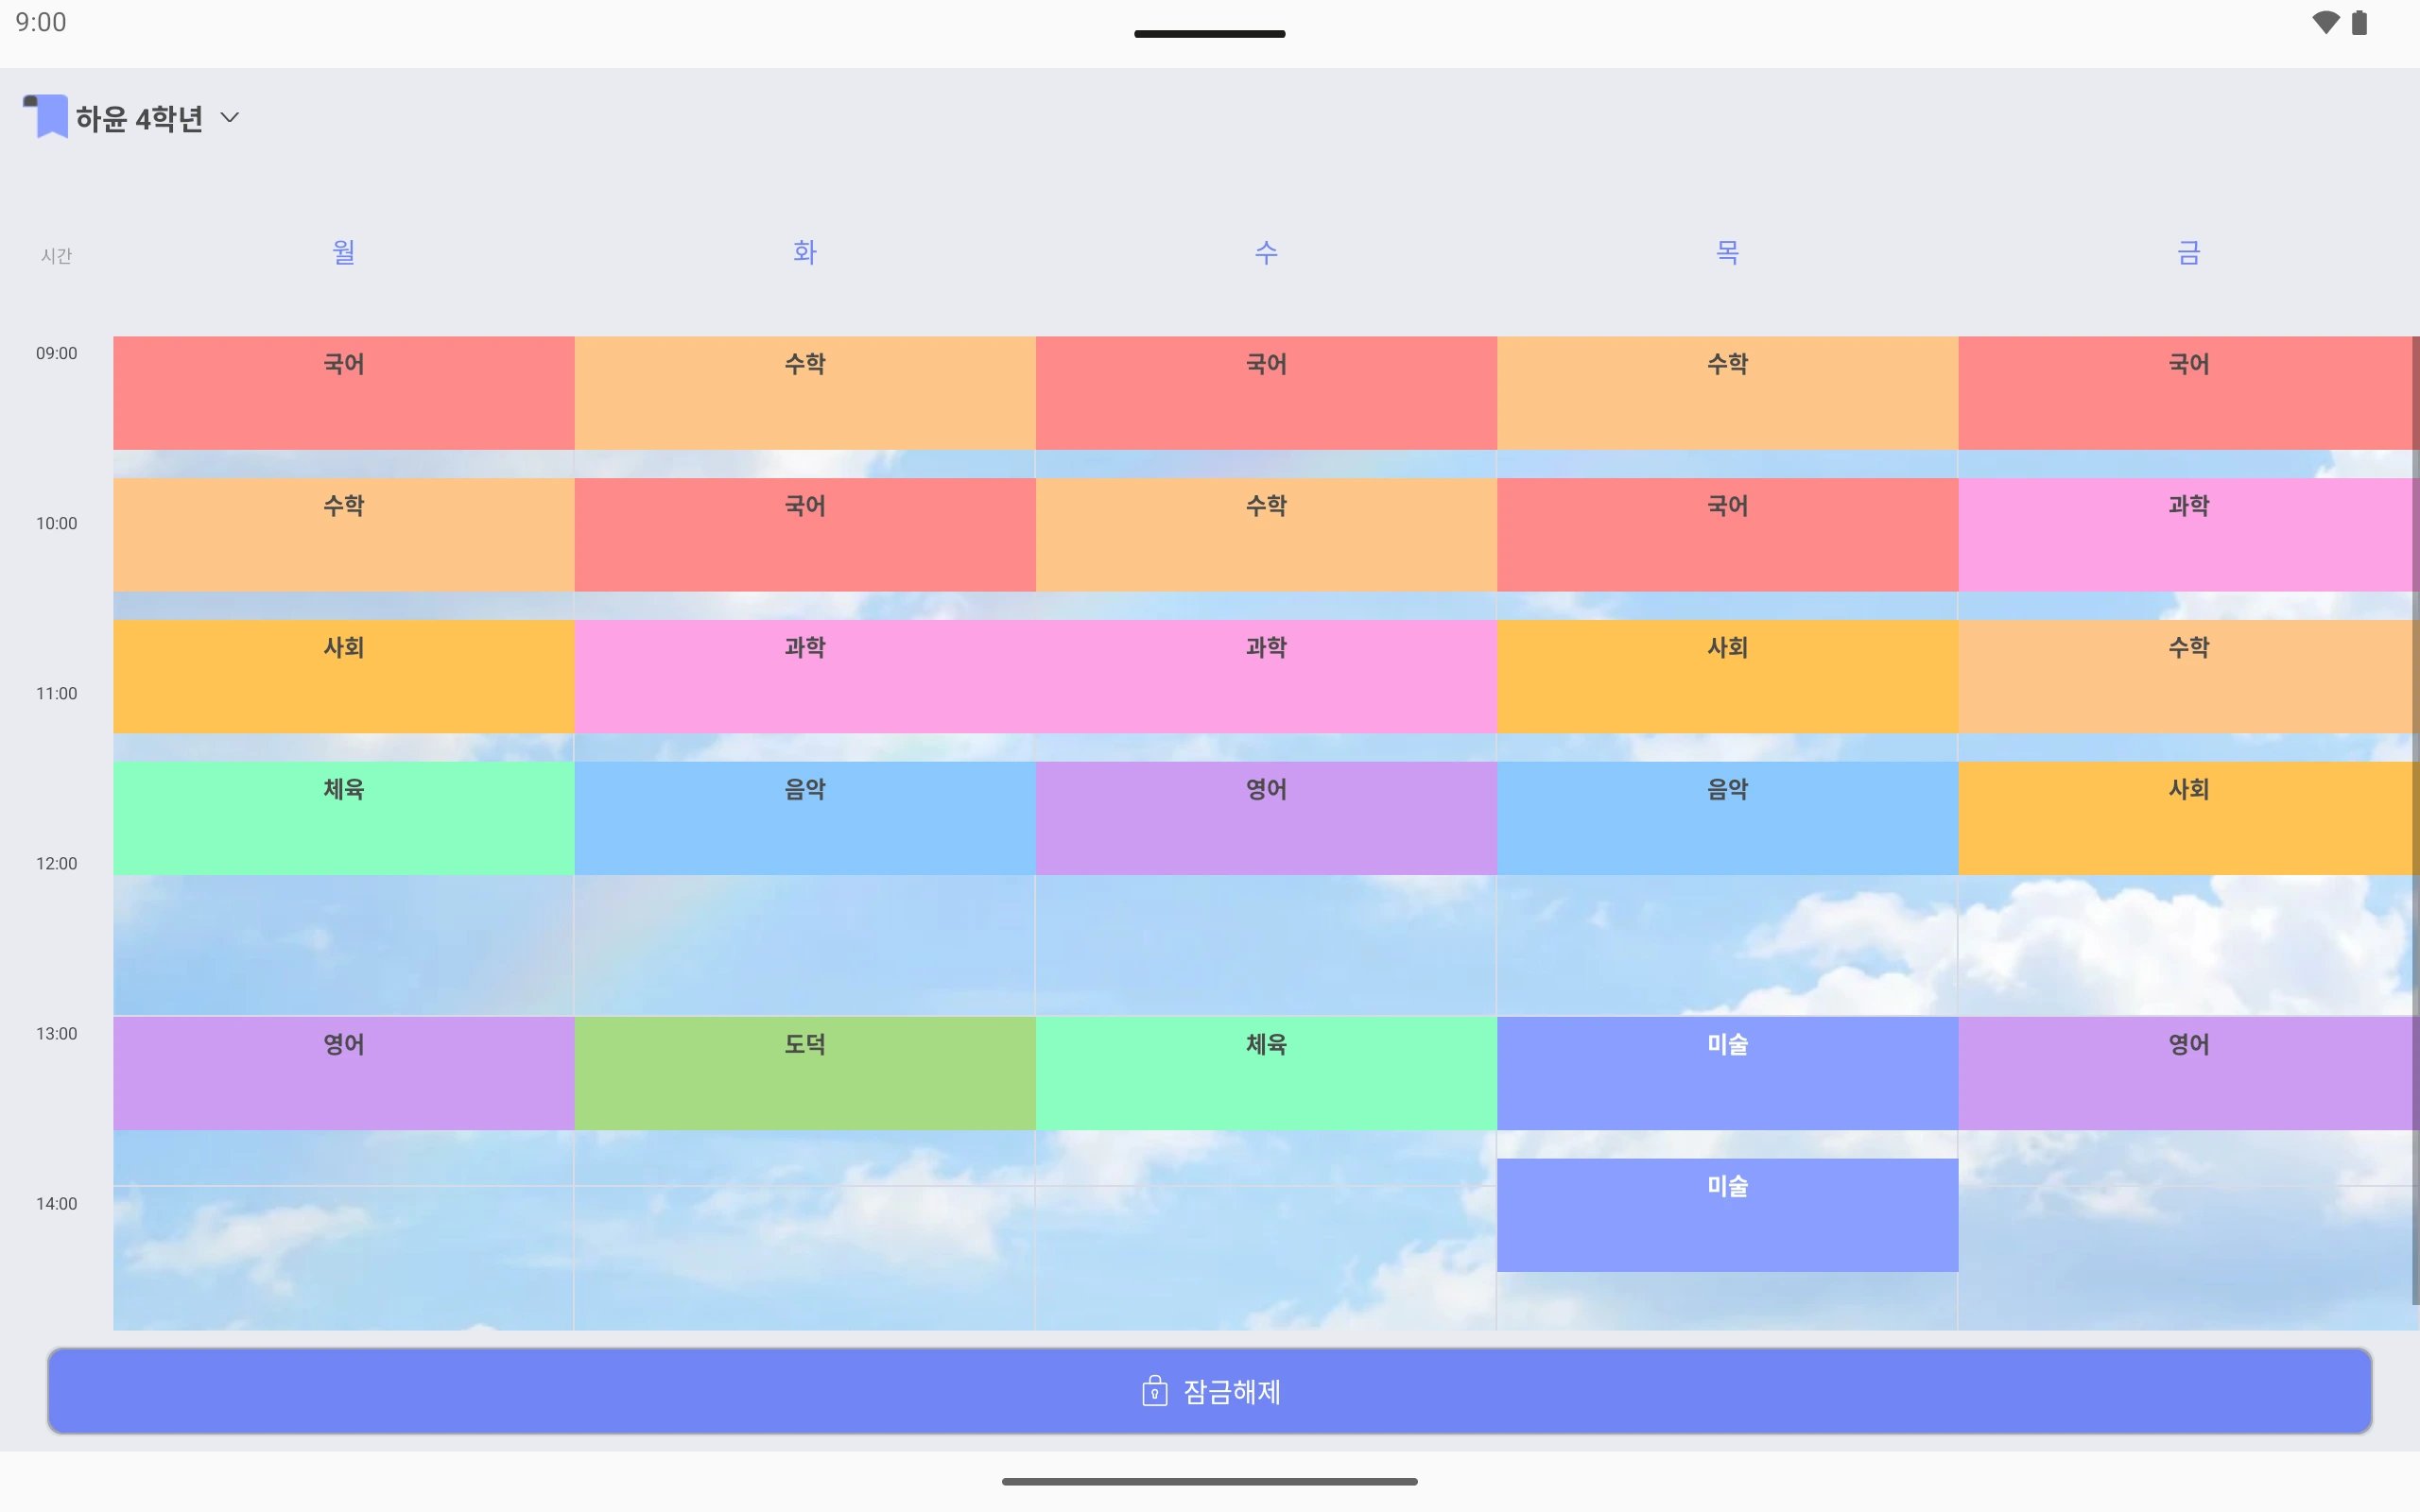 9:00
하윤 4학년
시간 월 화 수 목 금
09:00 국어 수학 국어 수학 국어
10:00 수학 국어 수학 국어 과학
11:00 사회 과학 과학 사회 수학
체육 음악 영어 음악 사회
12:00
13:00 영어 도덕 체육 미술 영어
14:00 미술
잠금해제